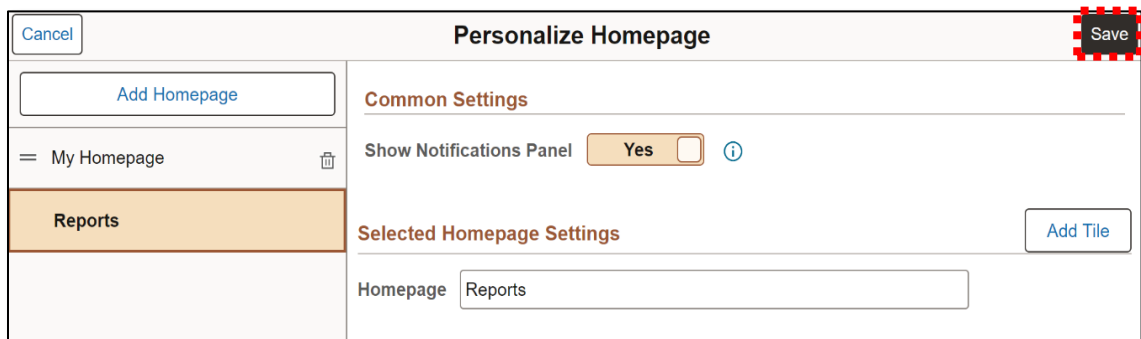 Cancel
Personalize Homepage
Save
Add Homepage
My Homepage
Reports
Common Settings
Show Notifications Panel Yes
Selected Homepage Settings
Add Tile
Homepage Reports